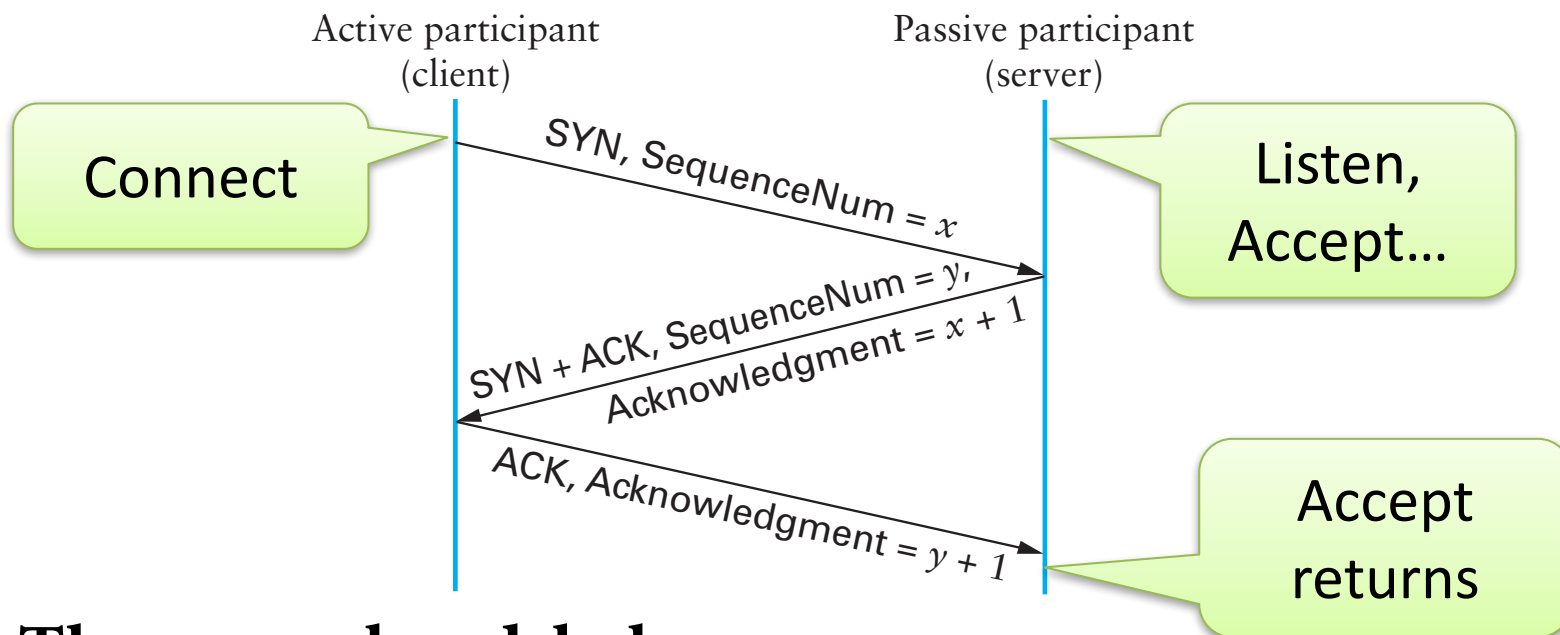 Active participant
(client)
Passive participant
(server)
Connect
Listen,
Accept…
SYN, SequenceNum = x
SYN + ACK, SequenceNum = y,
Acknowledgment = x + 1
ACK, Acknowledgment = y + 1
Accept
returns